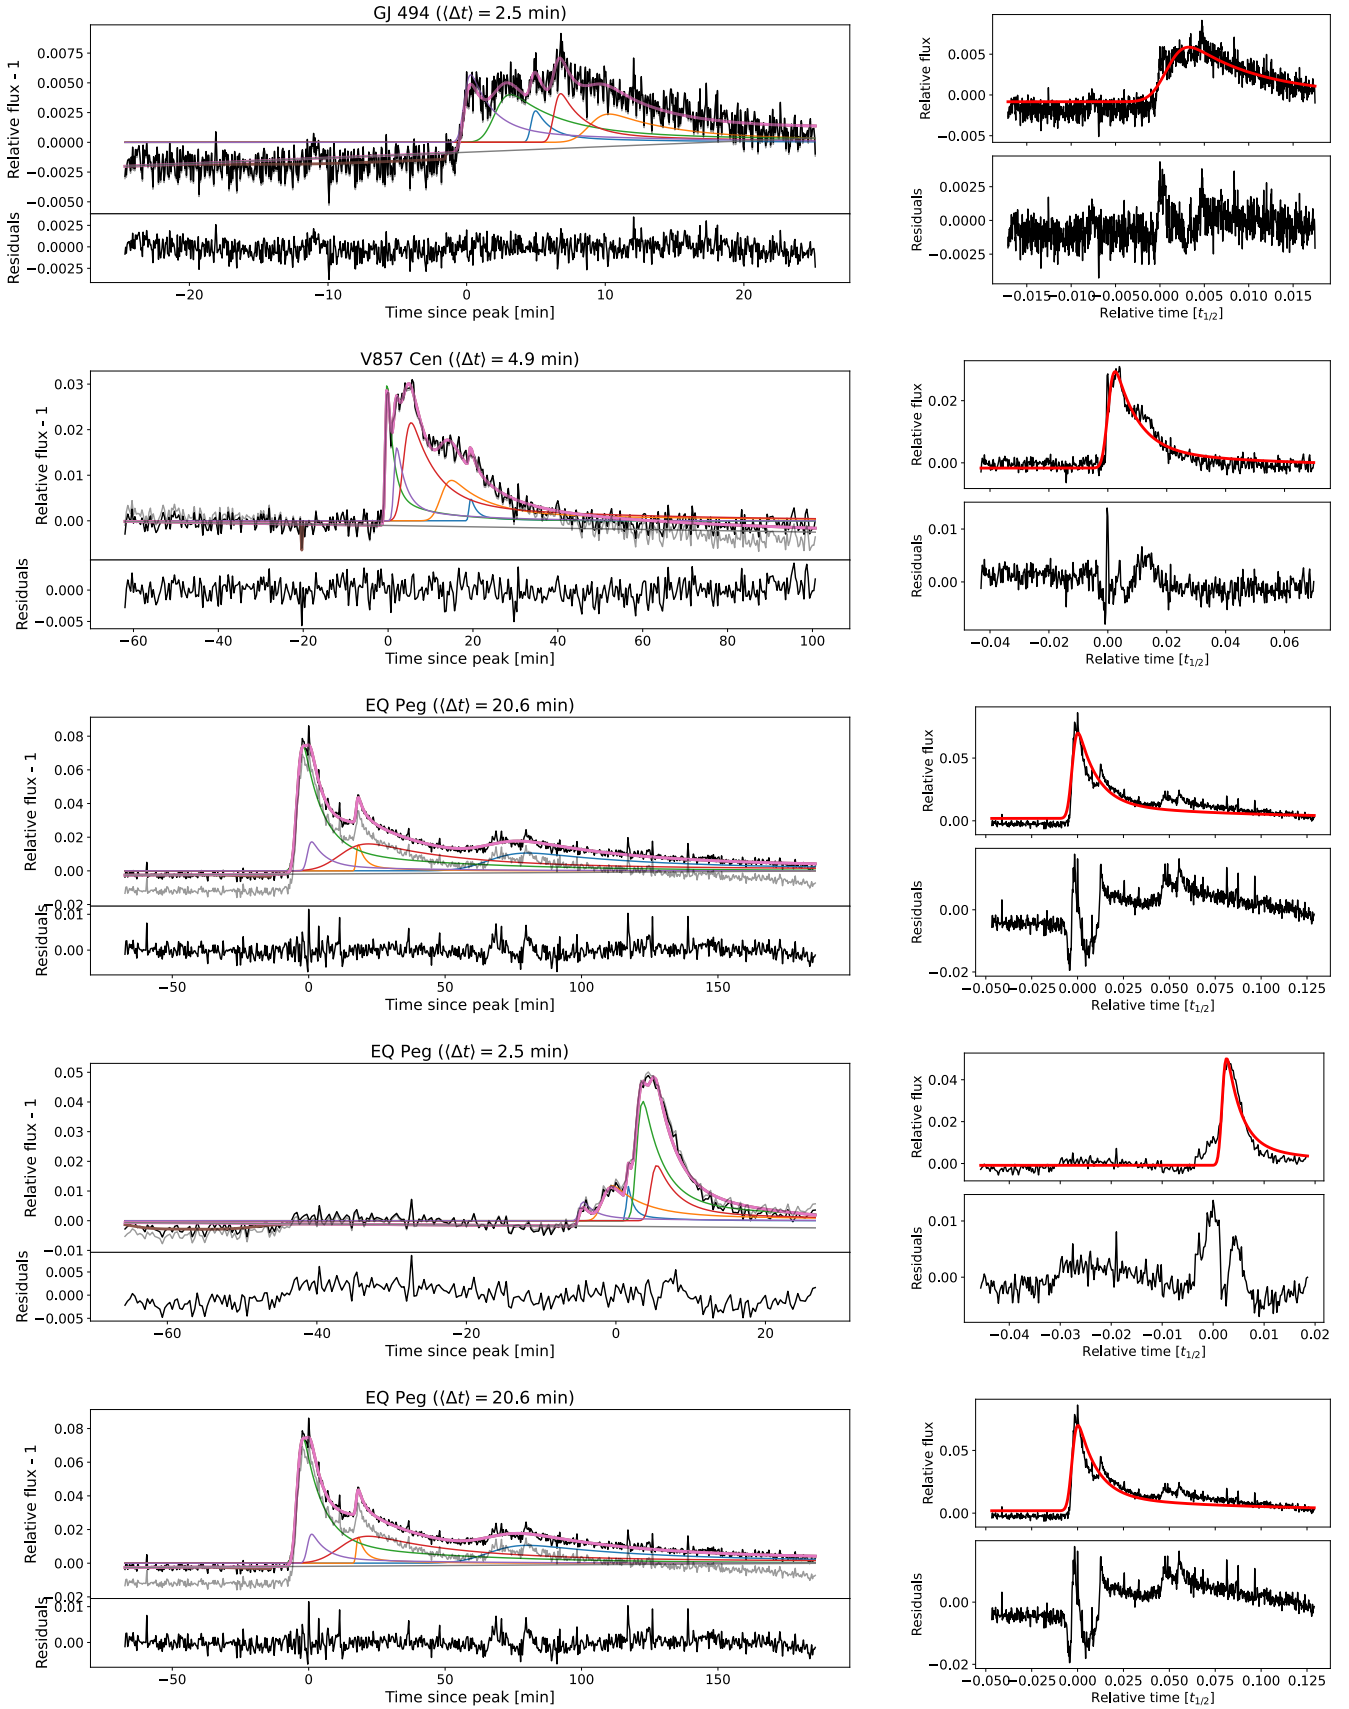 GJ 494 (⟨Δt⟩ = 2.5 min)
Relative flux - 1
0.0075
0.0050
0.0025
0.0000
−0.0025
−0.0050
Residuals
0.0025
0.0000
−0.0025
−20 −10 0 10 20
Time since peak [min]
Relative flux
0.005
0.000
−0.005
Residuals
0.0025
0.0000
−0.0025
−0.015 −0.010 −0.005 0.000 0.005 0.010 0.015
Relative time [t1/2]
V857 Cen (⟨Δt⟩ = 4.9 min)
Relative flux - 1
0.03
0.02
0.01
0.00
Residuals
0.000
−0.005
−60 −40 −20 0 20 40 60 80 100
Time since peak [min]
Relative flux
0.02
0.00
Residuals
0.01
0.00
−0.04 −0.02 0.00 0.02 0.04 0.06
Relative time [t1/2]
EQ Peg (⟨Δt⟩ = 20.6 min)
Relative flux - 1
0.08
0.06
0.04
0.02
0.00
−0.02
Residuals
0.01
0.00
−50 0 50 100 150
Time since peak [min]
Relative flux
0.05
0.00
Residuals
0.00
−0.02
−0.050 −0.025 0.000 0.025 0.050 0.075 0.100 0.125
Relative time [t1/2]
EQ Peg (⟨Δt⟩ = 2.5 min)
Relative flux - 1
0.05
0.04
0.03
0.02
0.01
0.00
−0.01
Residuals
0.005
0.000
−0.005
−60 −40 −20 0 20
Time since peak [min]
Relative flux
0.04
0.02
0.00
Residuals
0.01
0.00
−0.04 −0.03 −0.02 −0.01 0.00 0.01 0.02
Relative time [t1/2]
EQ Peg (⟨Δt⟩ = 20.6 min)
Relative flux - 1
0.08
0.06
0.04
0.02
0.00
−0.02
Residuals
0.01
0.00
−50 0 50 100 150
Time since peak [min]
Relative flux
0.05
0.00
Residuals
0.00
−0.02
−0.050 −0.025 0.000 0.025 0.050 0.075 0.100 0.125
Relative time [t1/2]